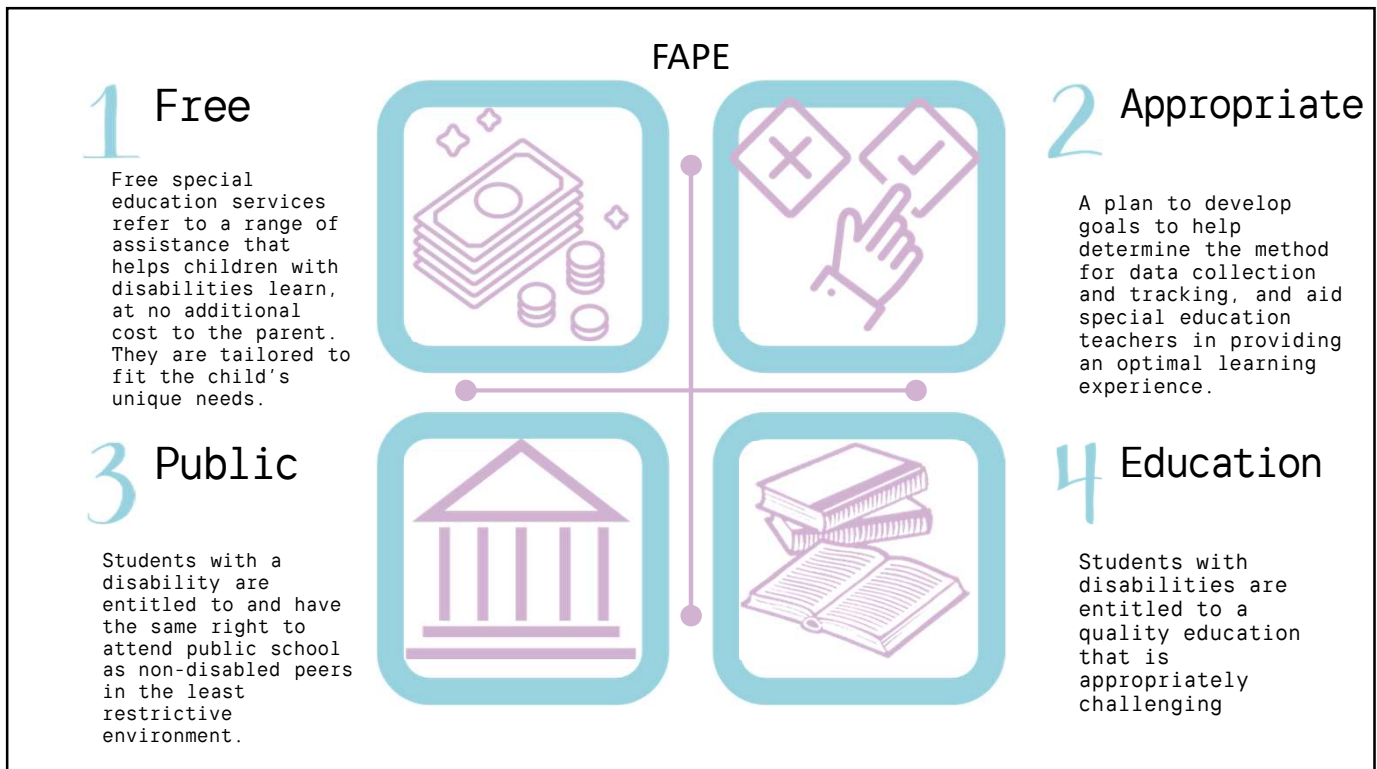 FAPE
1 Free
Free special
education services
refer to a range of
assistance that
helps children with
disabilities learn,
at no additional
cost to the parent.
They are tailored to
fit the child's
unique needs.
2 Appropriate
A plan to develop
goals to help
determine the method
for data collection
and tracking, and aid
special education
teachers in providing
an optimal learning
experience.
3 Public
Students with a
disability are
entitled to and have
the same right to
attend public school
as non-disabled peers
in the least
restrictive
environment.
4 Education
Students with
disabilities are
entitled to a
quality education
that is
appropriately
challenging